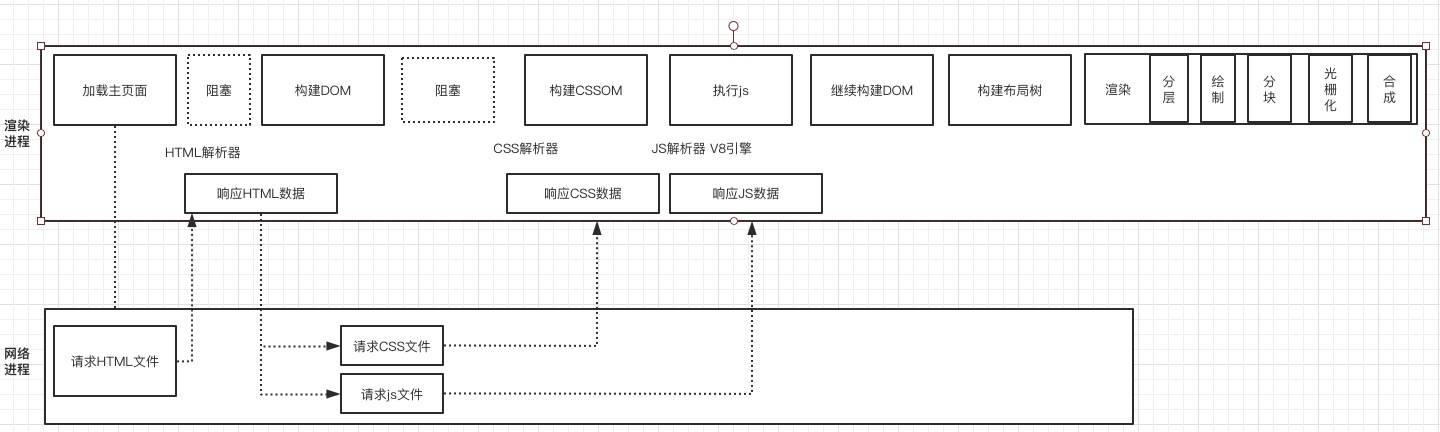 加载主页面
阻塞
构建DOM
阻塞
构建CSSOM
执行js
继续构建DOM
构建布局树
渲染
分
层
绘
制
分
块
光
栅
化
合
成
渲染
进程
HTML解析器
CSS解析器
JS解析器 V8引擎
响应HTML数据
响应CSS数据
响应JS数据
网络
进程
请求HTML文件
请求CSS文件
请求js文件